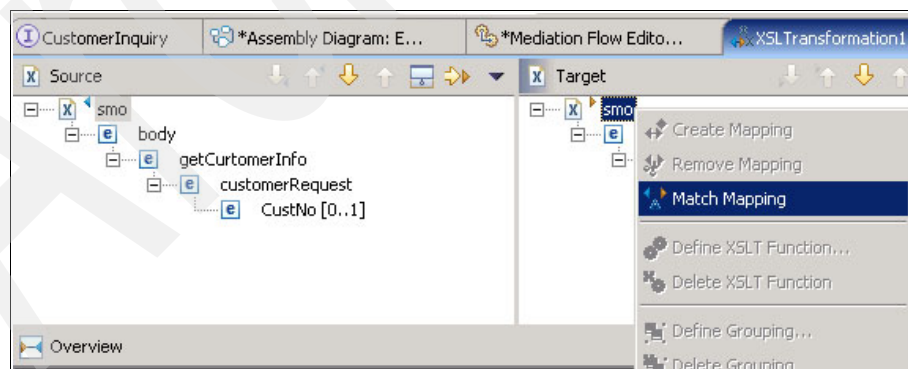 CustomerInquiry *Assembly Diagram: E... *Mediation Flow Edito... XSLTransformation1
Source Target
smo smo
body Create Mapping
getCurtomerInfo Remove Mapping
customerRequest Match Mapping
CustNo [0..1]
Define XSLT Function...
Delete XSLT Function
Define Grouping...
Overview
Delete Grouping